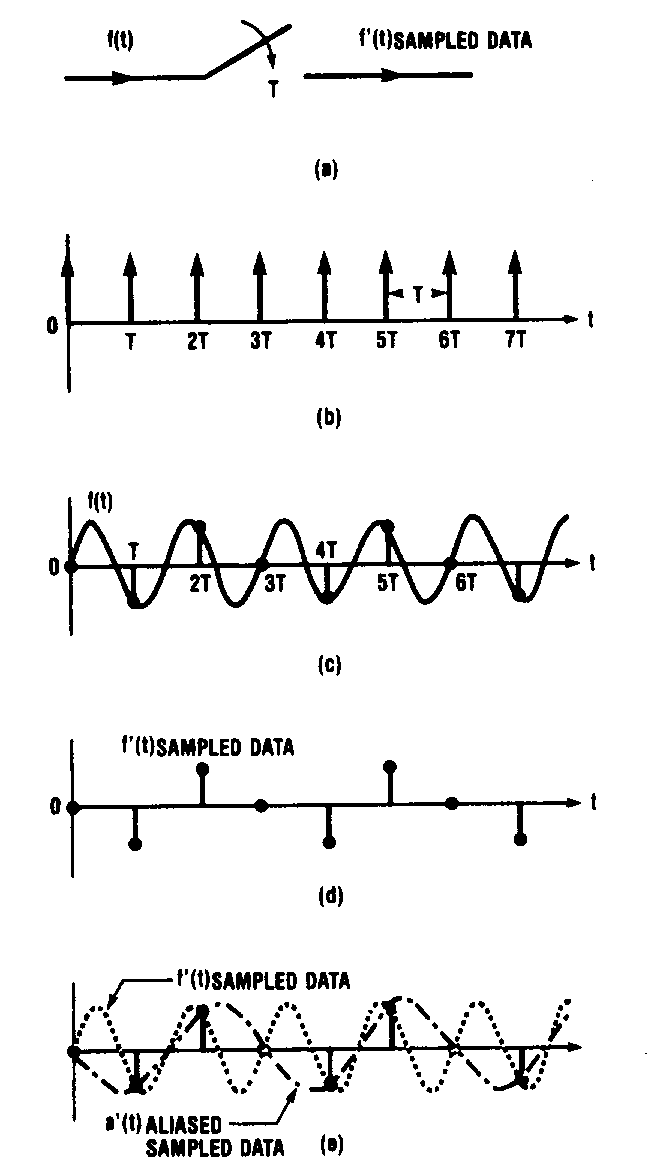 f(t)
f'(t) SAMPLED DATA
T
(a)
T
0
t
T 2T 3T 4T 5T 6T 7T
(b)
f(t)
T
4T
0
t
2T 3T 5T 6T
(c)
f'(t) SAMPLED DATA
0
t
(d)
f'(t) SAMPLED DATA
a'(t) ALIASED
SAMPLED DATA
(e)